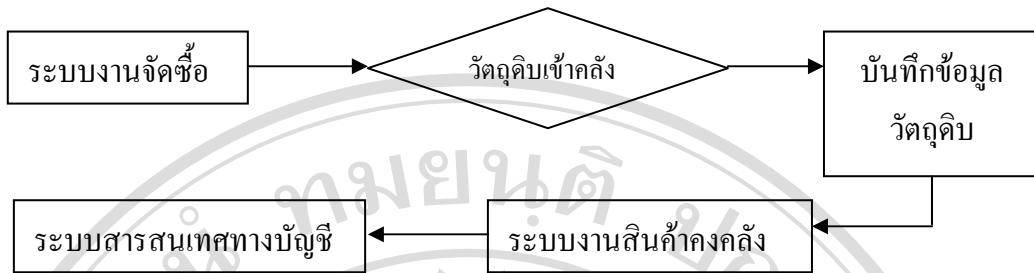 ระบบงานจัดซื้อ
วัตถุดิบเข้าคลัง
บันทึกข้อมูล
วัตถุดิบ
ระบบสารสนเทศทางบัญชี
ระบบงานสินค้าคงคลัง